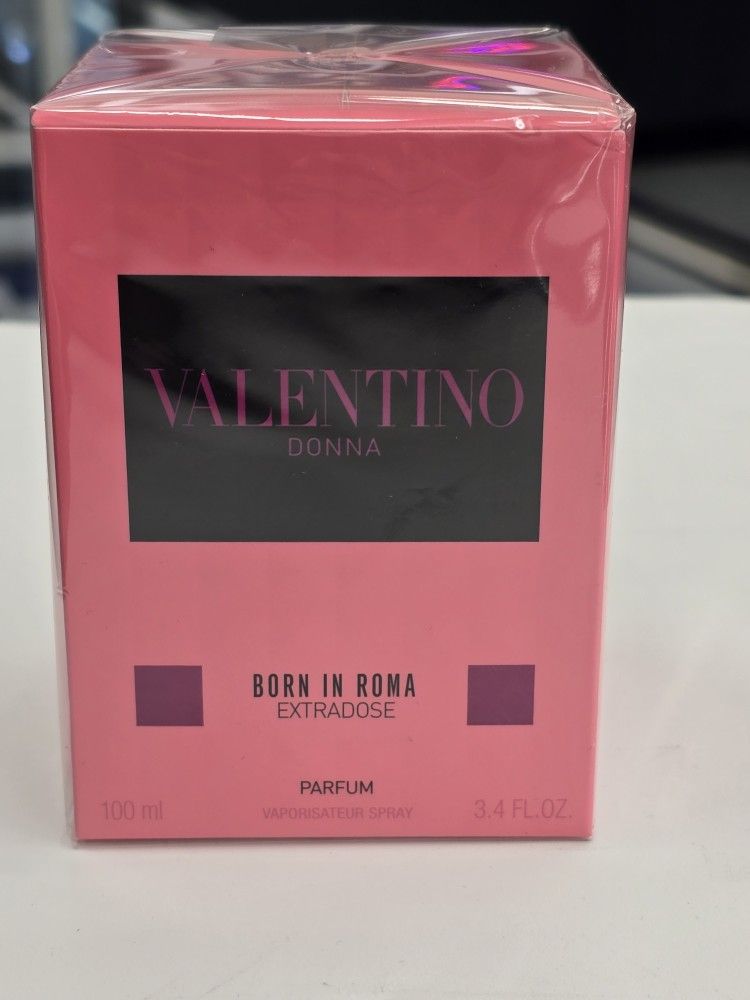 VALENTINO
DONNA
BORN IN ROMA
EXTRADOSE
PARFUM
100 ml VAPORISATEUR SPRAY 3.4 FL.OZ.